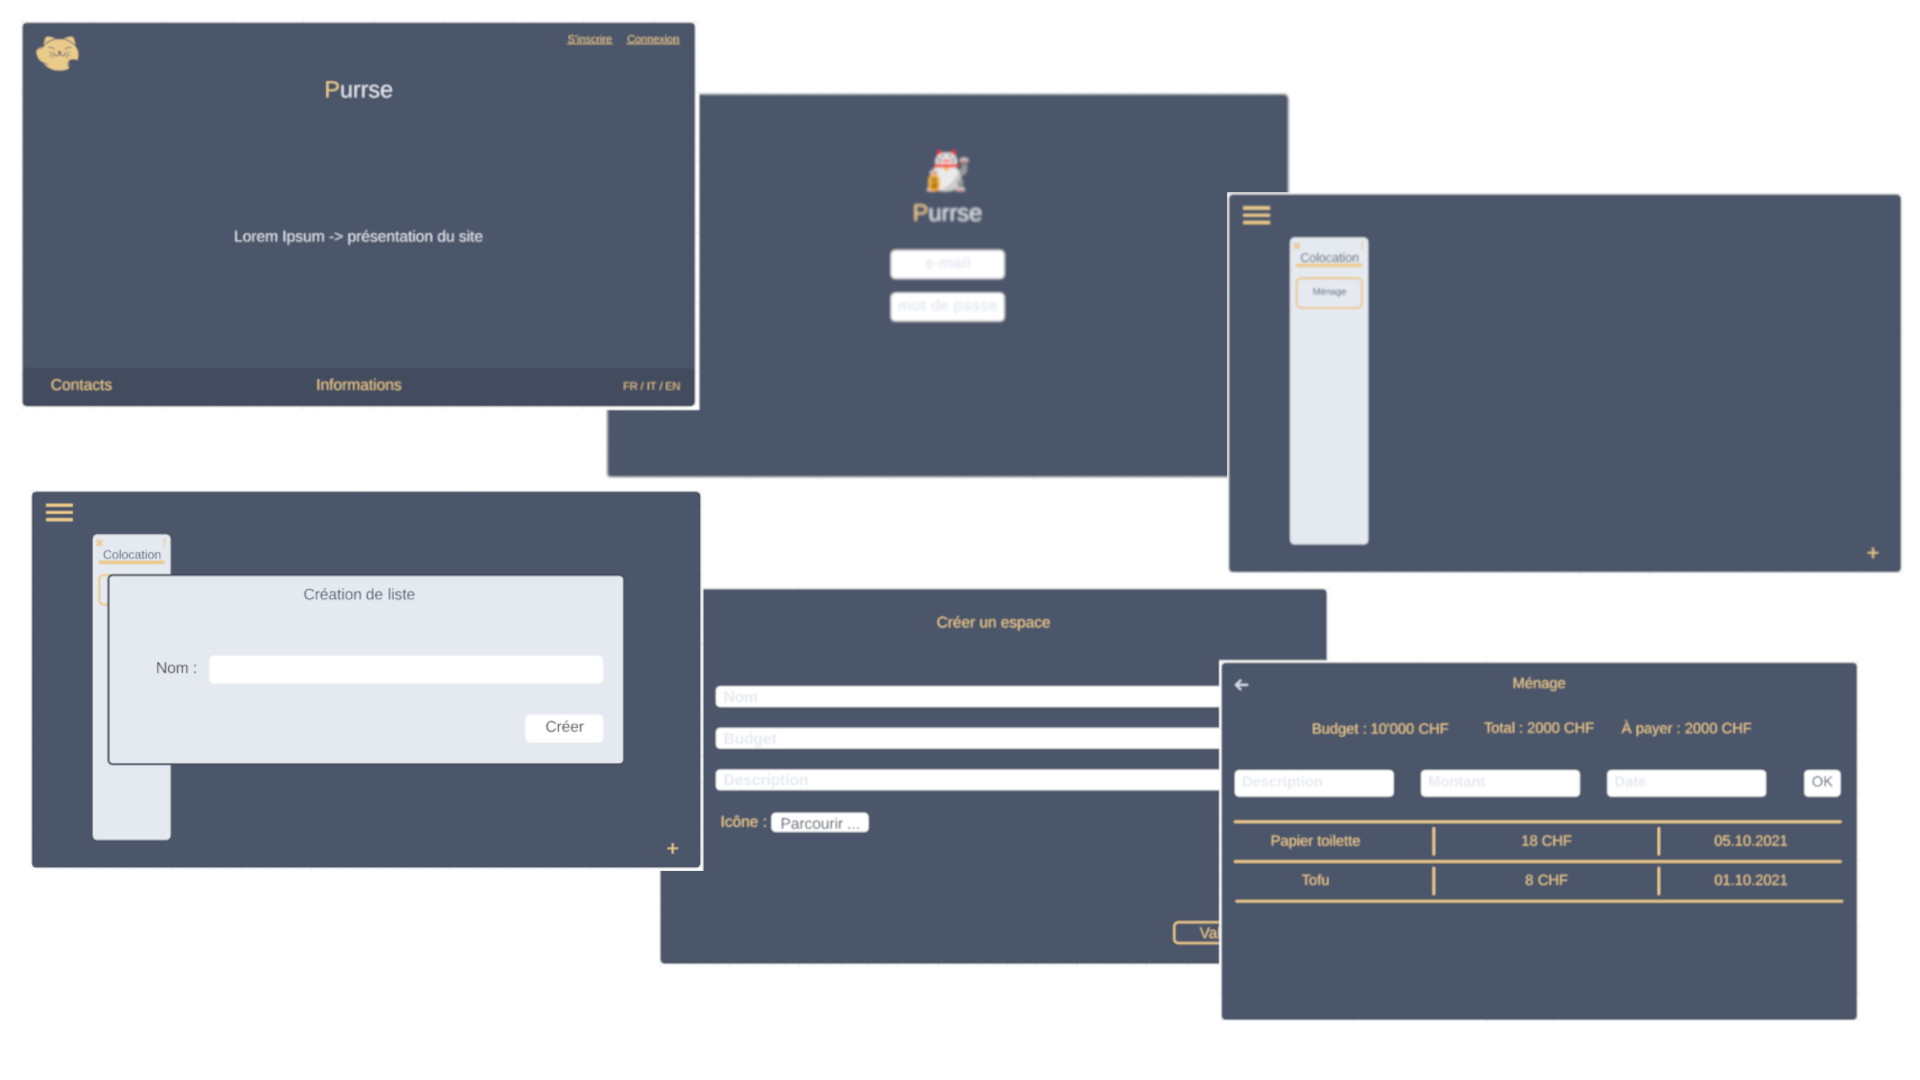 S'inscrire Connexion
Purrse
Lorem Ipsum -> présentation du site
Contacts Informations FR / IT / EN
Purrse
e-mail
mot de passe
Colocation
Ménage
+
Colocation
Création de liste
Nom :
Créer
+
Créer un espace
Nom
Budget
Description
Icône : Parcourir ...
Ménage
Budget : 10'000 CHF Total : 2000 CHF À payer : 2000 CHF
Description Montant Date OK
Papier toilette 18 CHF 05.10.2021
Tofu 8 CHF 01.10.2021